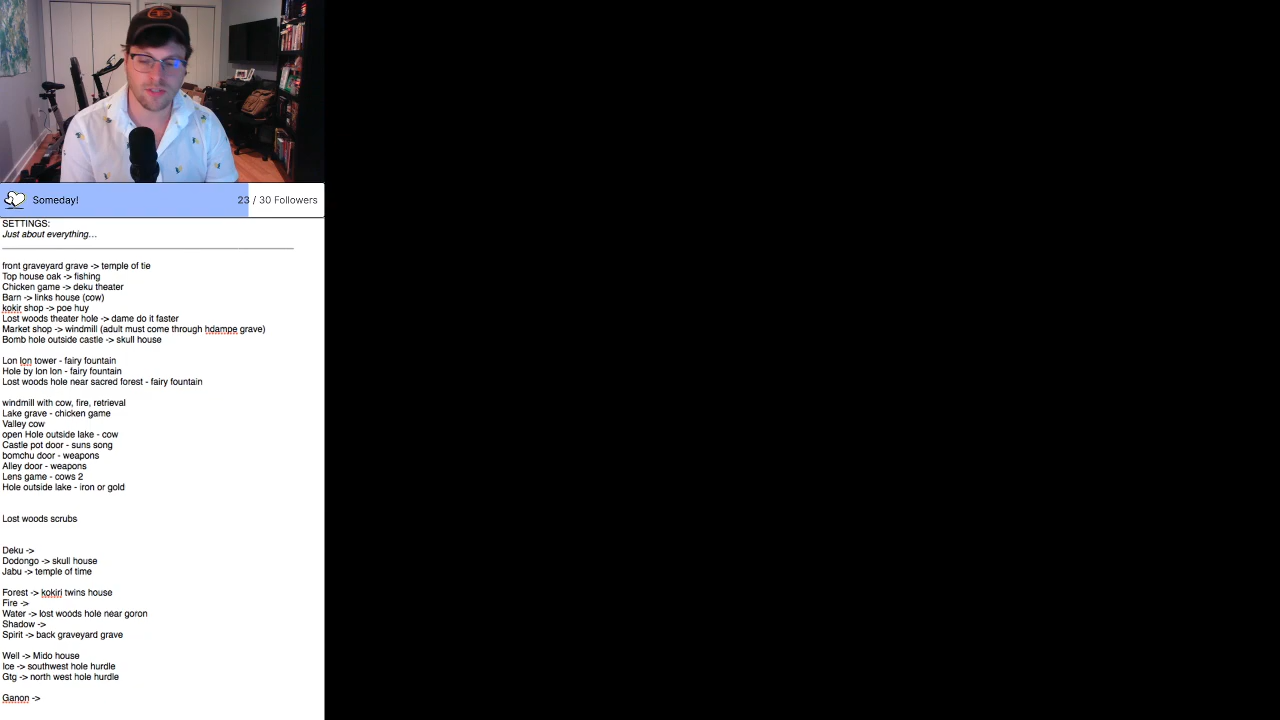 Someday!
23 / 30 Followers
SETTINGS:
Just about everything...
front graveyard grave -> temple of tie
Top house oak -> fishing
Chicken game -> deku theater
Barn -> links house (cow)
kokir shop -> poe huy
Lost woods theater hole -> dame do it faster
Market shop -> windmill (adult must come through hdampe grave)
Bomb hole outside castle -> skull house
Lon lon tower - fairy fountain
Hole by lon lon - fairy fountain
Lost woods hole near sacred forest - fairy fountain
windmill with cow, fire, retrieval
Lake grave - chicken game
Valley cow
open Hole outside lake - cow
Castle pot door - suns song
bomchu door - weapons
Alley door - weapons
Lens game - cows 2
Hole outside lake - iron or gold
Lost woods scrubs
Deku ->
Dodongo -> skull house
Jabu -> temple of time
Forest -> kokiri twins house
Fire ->
Water -> lost woods hole near goron
Shadow ->
Spirit -> back graveyard grave
Well -> Mido house
Ice -> southwest hole hurdle
Gtg -> north west hole hurdle
Ganon ->